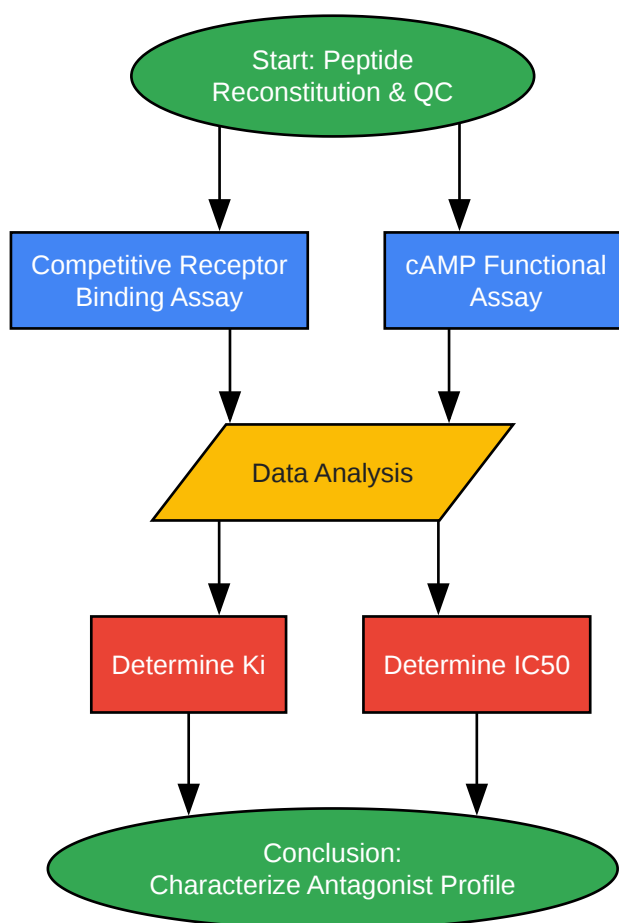 Start: Peptide
Reconstitution & QC
Competitive Receptor
Binding Assay
cAMP Functional
Assay
Data Analysis
Determine Ki
Determine IC50
Conclusion:
Characterize Antagonist Profile